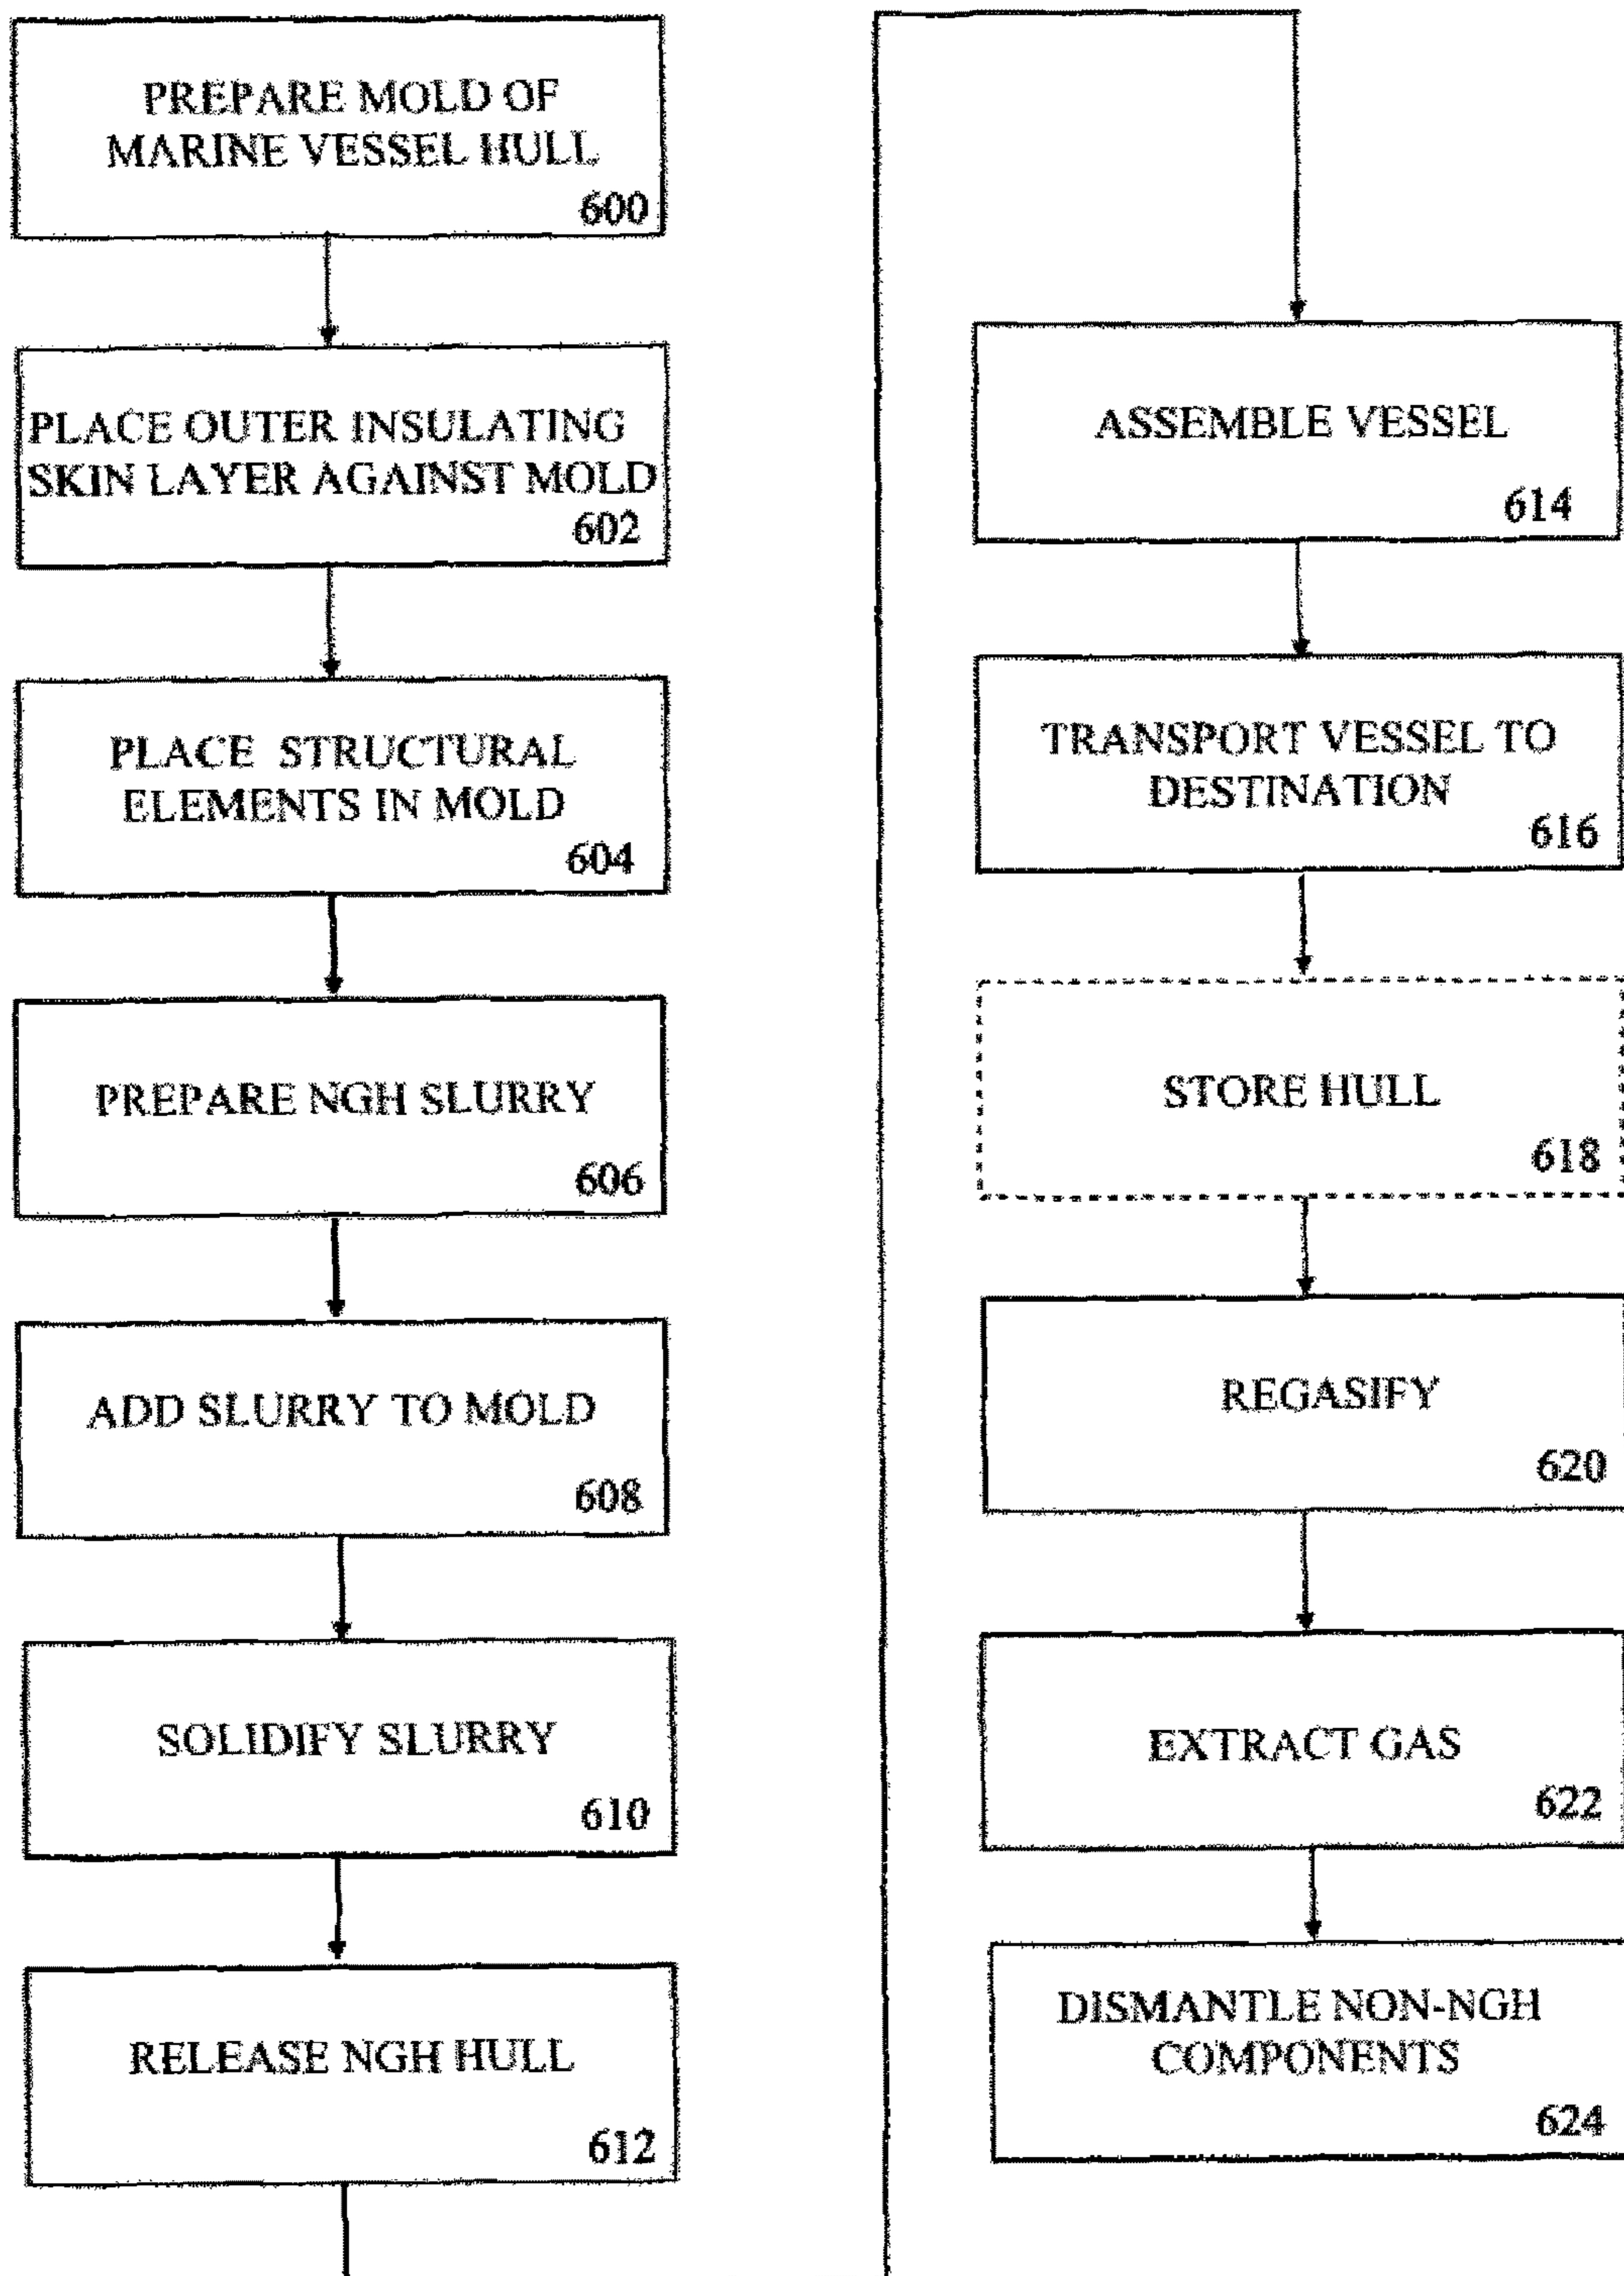 PREPARE MOLD OF
MARINE VESSEL HULL
600
PLACE OUTER INSULATING
SKIN LAYER AGAINST MOLD
602
PLACE STRUCTURAL
ELEMENTS IN MOLD
604
PREPARE NGH SLURRY
606
ADD SLURRY TO MOLD
608
SOLIDIFY SLURRY
610
RELEASE NGH HULL
612
ASSEMBLE VESSEL
614
TRANSPORT VESSEL TO
DESTINATION
616
STORE HULL
618
REGASIFY
620
EXTRACT GAS
622
DISMANTLE NON-NGH
COMPONENTS
624